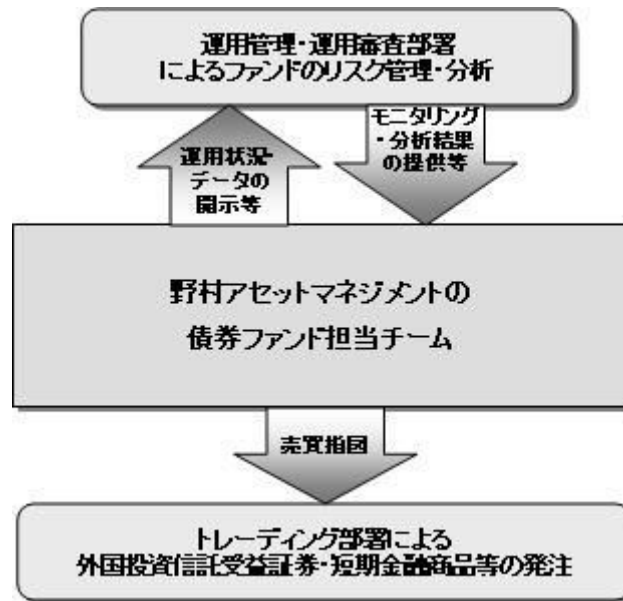 運用管理・運用審査部署
によるファンドのリスク管理・分析
運用状況・
データの
開示等
モニタリング
・分析結果
の提供等
野村アセットマネジメントの
債券ファンド担当チーム
売買指図
トレーディング部署による
外国投資信託受益証券・短期金融商品等の発注